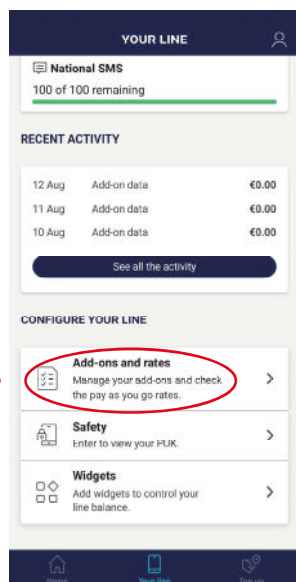 YOUR LINE
National SMS
100 of 100 remaining
RECENT ACTIVITY
12 Aug Add-on data €0.00
11 Aug Add-on data €0.00
10 Aug Add-on data €0.00
See all the activity
CONFIGURE YOUR LINE
Add-ons and rates
Manage your add-ons and check
the pay as you go rates.
Safety
Enter to view your PUK.
Widgets
Add widgets to control your
line balance.
Home Your line Top up